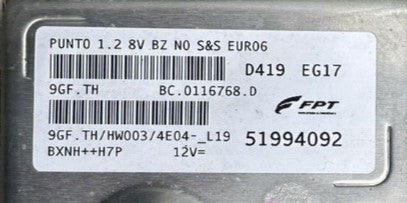 PUNTO 1.2 8V BZ NO S&S EURO6
D419 EG17
9GF.TH BC.0116768.D
FPT
9GF.TH/HW003/4E04-_L19 51994092
BXNH++H7P 12V=